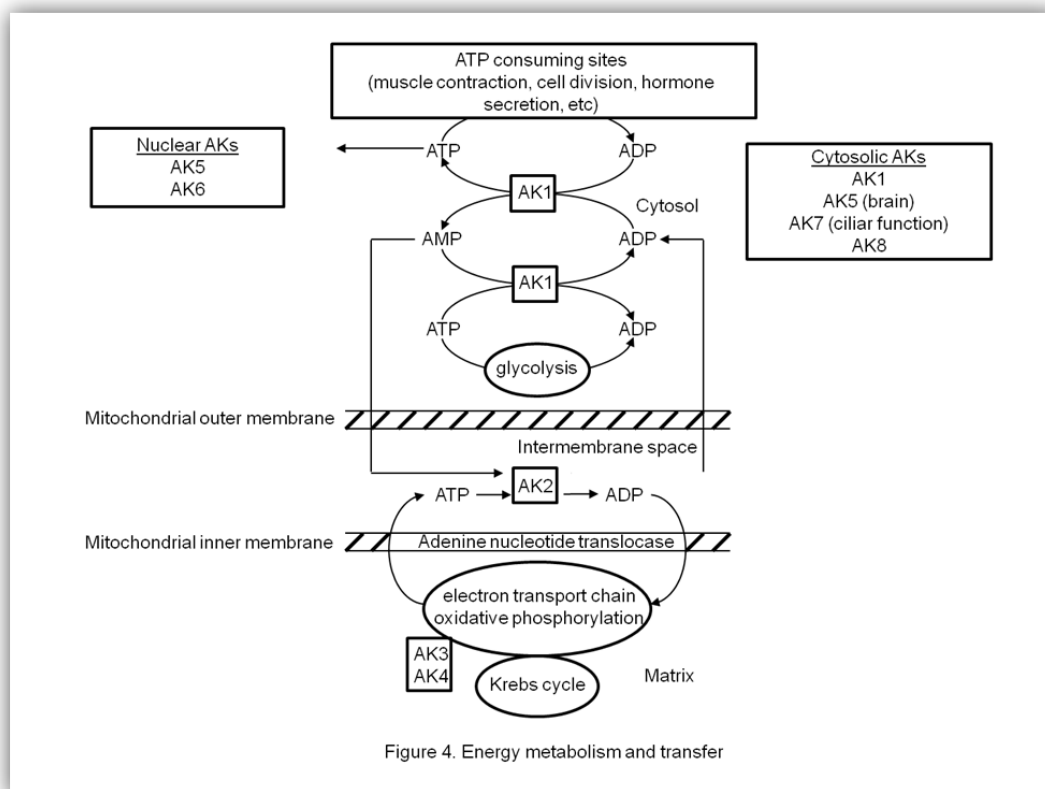 ATP consuming sites
(muscle contraction, cell division, hormone
secretion, etc)
Nuclear AKs
AK5
AK6
ATP
ADP
Cytosolic AKs
AK1
AK5 (brain)
AK7 (ciliar function)
AK8
AK1
Cytosol
AMP
ADP
AK1
ATP
ADP
glycolysis
Mitochondrial outer membrane
Intermembrane space
ATP
AK2
ADP
Mitochondrial inner membrane
Adenine nucleotide translocase
electron transport chain
oxidative phosphorylation
AK3
AK4
Krebs cycle
Matrix
Figure 4. Energy metabolism and transfer